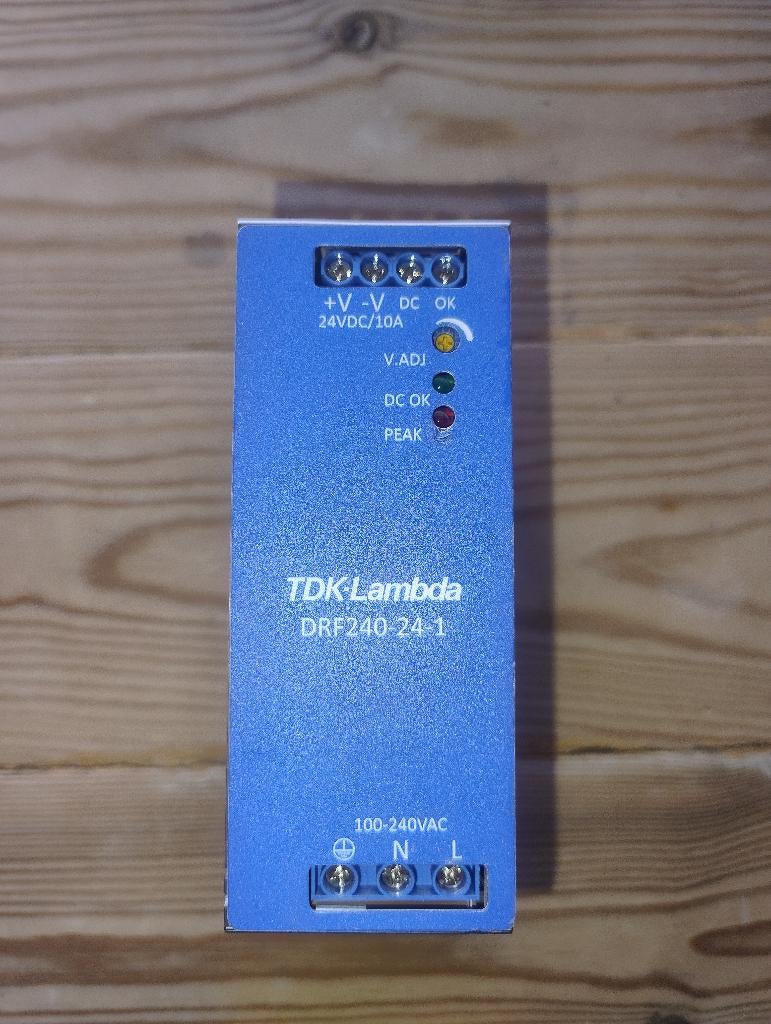 +V -V DC OK
24VDC/10A
V.ADJ
DC OK
PEAK
TDK·Lambda
DRF240-24-1
100-240VAC
N L